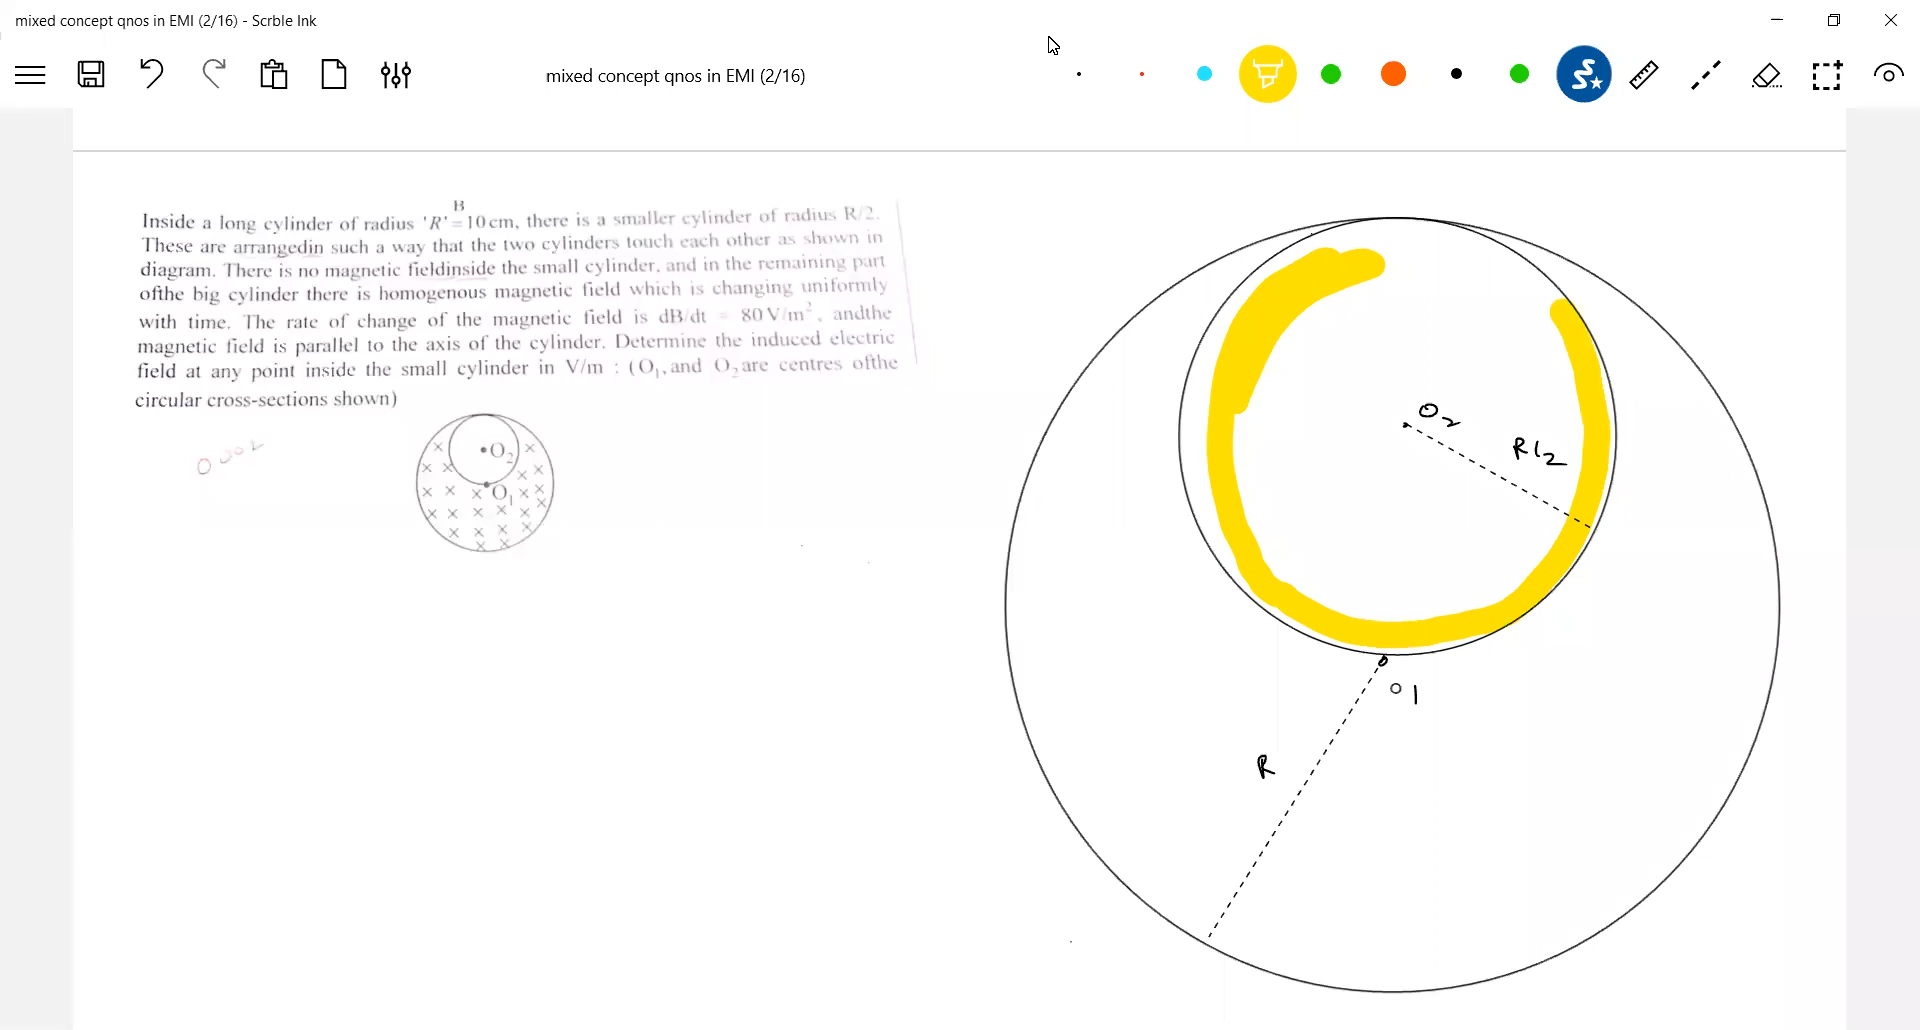 mixed concept qnos in EMI (2/16) - Scrble Ink
mixed concept qnos in EMI (2/16)
B
Inside a long cylinder of radius 'R' = 10 cm, there is a smaller cylinder of radius R/2.
These are arrangedin such a way that the two cylinders touch each other as shown in
diagram. There is no magnetic fieldinside the small cylinder, and in the remaining part
ofthe big cylinder there is homogenous magnetic field which is changing uniformly
with time. The rate of change of the magnetic field is dB/dt = 80 V/m², andthe
magnetic field is parallel to the axis of the cylinder. Determine the induced electric
field at any point inside the small cylinder in V/m : (O₁,and O₂are centres ofthe
circular cross-sections shown)
O₂
O₁
O₂
R/2
O1
R